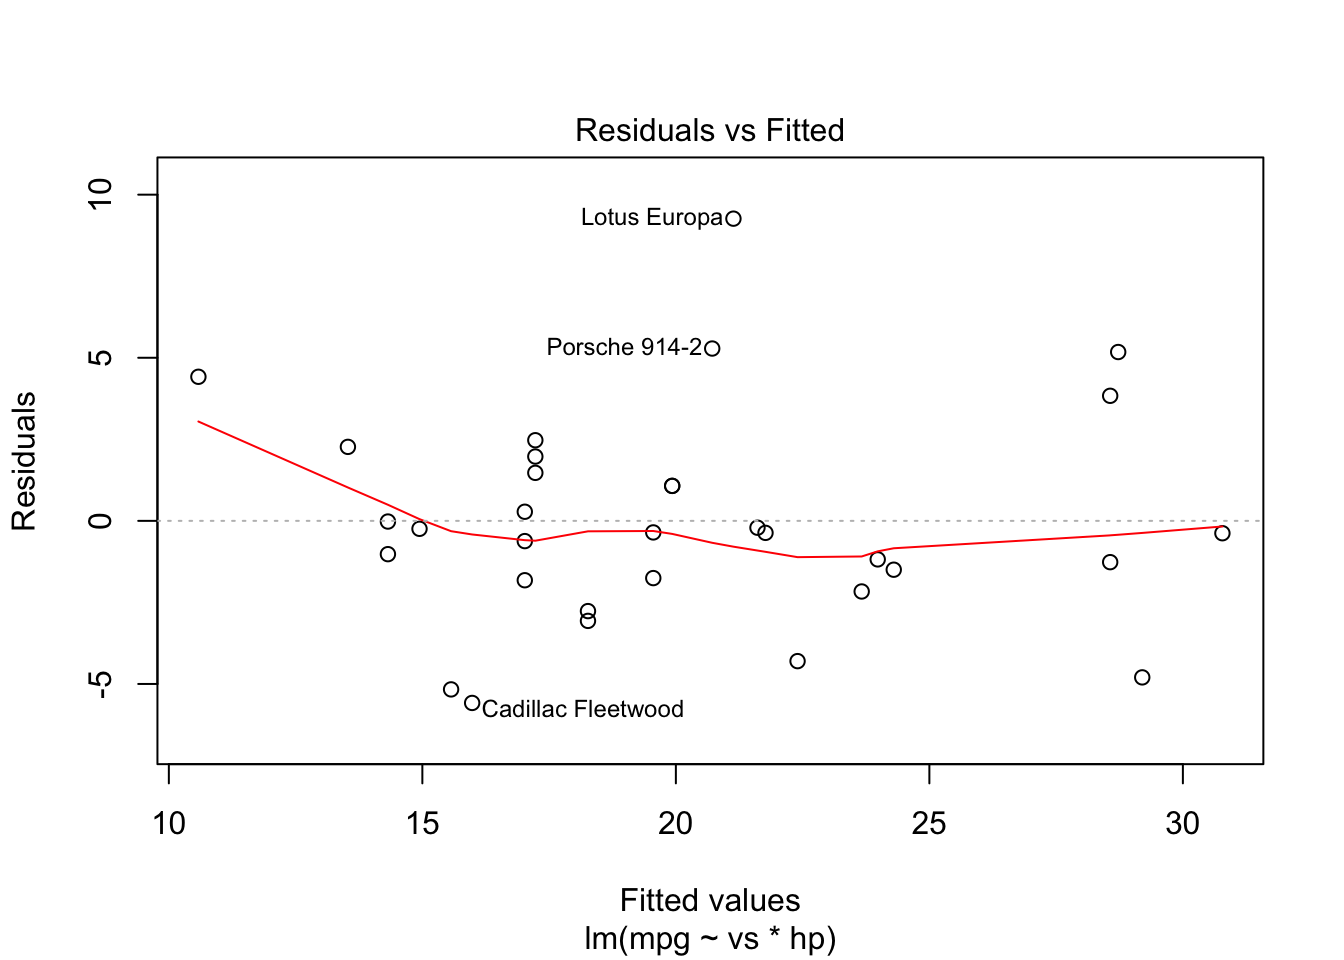 Residuals vs Fitted
Residuals
10
5
0
-5
Lotus Europa
Porsche 914-2
Cadillac Fleetwood
10 15 20 25 30
Fitted values
lm(mpg ~ vs * hp)